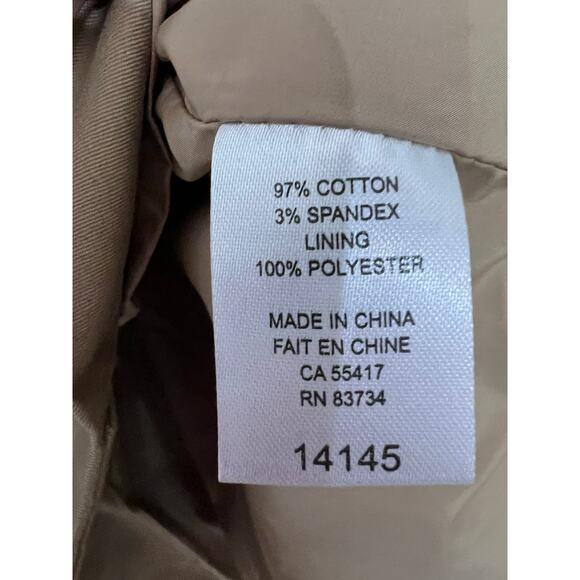 97% COTTON
3% SPANDEX
LINING
100% POLYESTER
MADE IN CHINA
FAIT EN CHINE
CA 55417
RN 83734
14145